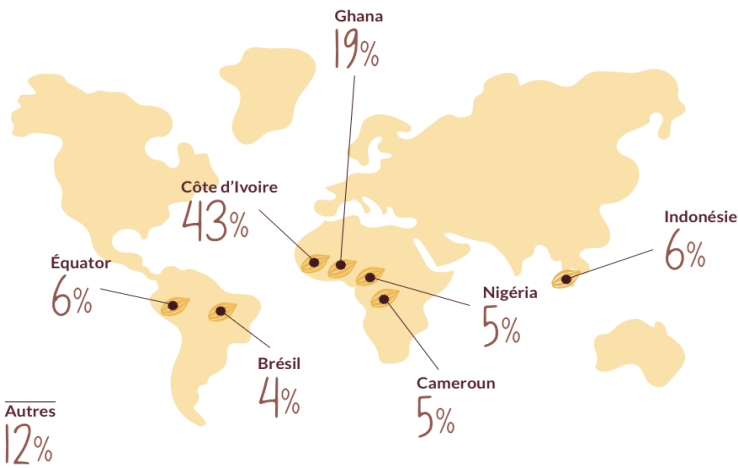 Ghana
19%
Côte d'Ivoire
43%
Indonésie
6%
Équator
6%
Nigéria
5%
Brésil
4%
Cameroun
5%
Autres
12%